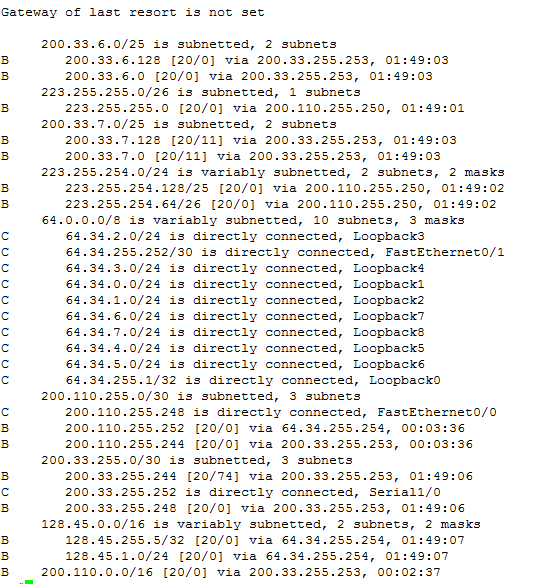 Gateway of last resort is not set
200.33.6.0/25 is subnetted, 2 subnets
B 200.33.6.128 [20/0] via 200.33.255.253, 01:49:03
B 200.33.6.0 [20/0] via 200.33.255.253, 01:49:03
223.255.255.0/26 is subnetted, 1 subnets
B 223.255.255.0 [20/0] via 200.110.255.250, 01:49:01
200.33.7.0/25 is subnetted, 2 subnets
B 200.33.7.128 [20/11] via 200.33.255.253, 01:49:03
B 200.33.7.0 [20/11] via 200.33.255.253, 01:49:03
223.255.254.0/24 is variably subnetted, 2 subnets, 2 masks
B 223.255.254.128/25 [20/0] via 200.110.255.250, 01:49:02
B 223.255.254.64/26 [20/0] via 200.110.255.250, 01:49:02
64.0.0.0/8 is variably subnetted, 10 subnets, 3 masks
C 64.34.2.0/24 is directly connected, Loopback3
C 64.34.255.252/30 is directly connected, FastEthernet0/1
C 64.34.3.0/24 is directly connected, Loopback4
C 64.34.0.0/24 is directly connected, Loopback1
C 64.34.1.0/24 is directly connected, Loopback2
C 64.34.6.0/24 is directly connected, Loopback7
C 64.34.7.0/24 is directly connected, Loopback8
C 64.34.4.0/24 is directly connected, Loopback5
C 64.34.5.0/24 is directly connected, Loopback6
C 64.34.255.1/32 is directly connected, Loopback0
200.110.255.0/30 is subnetted, 3 subnets
C 200.110.255.248 is directly connected, FastEthernet0/0
B 200.110.255.252 [20/0] via 64.34.255.254, 00:03:36
B 200.110.255.244 [20/0] via 200.33.255.253, 00:03:36
200.33.255.0/30 is subnetted, 3 subnets
B 200.33.255.244 [20/74] via 200.33.255.253, 01:49:06
C 200.33.255.252 is directly connected, Serial1/0
B 200.33.255.248 [20/0] via 200.33.255.253, 01:49:06
128.45.0.0/16 is variably subnetted, 2 subnets, 2 masks
B 128.45.255.5/32 [20/0] via 64.34.255.254, 01:49:07
B 128.45.1.0/24 [20/0] via 64.34.255.254, 01:49:07
B 200.110.0.0/16 [20/0] via 200.33.255.253, 00:02:37